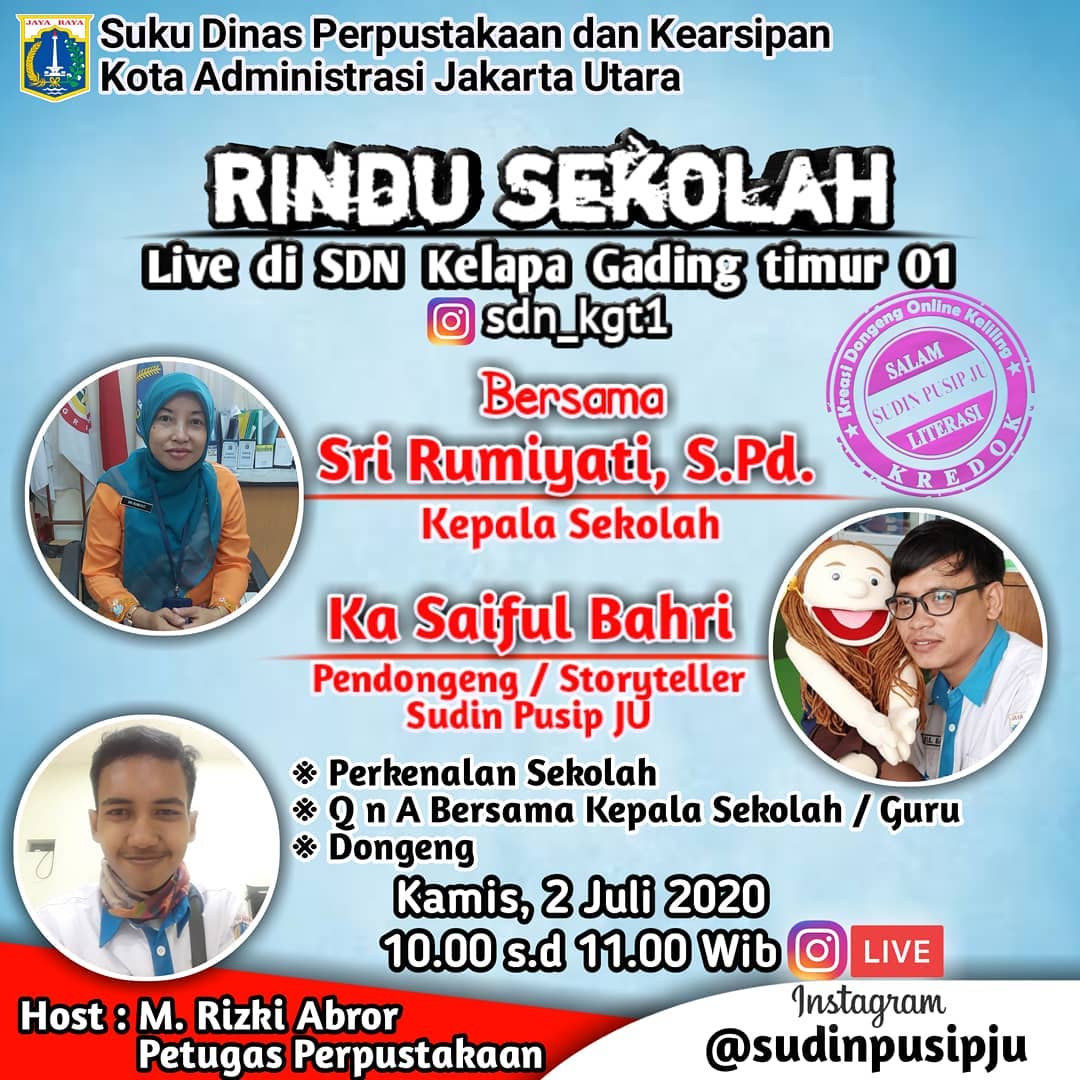 JAYA RAYA
Suku Dinas Perpustakaan dan Kearsipan
Kota Administrasi Jakarta Utara
RINDU SEKOLAH
Live di SDN Kelapa Gading timur 01
sdn_kgt1
Kreasi Dongeng Online Keliling
SALAM
SUDIN PUSIP JU
LITERASI
KREDOK
Bersama
Sri Rumiyati, S.Pd.
Kepala Sekolah
Ka Saiful Bahri
Pendongeng / Storyteller
Sudin Pusip JU
※ Perkenalan Sekolah
※ Q n A Bersama Kepala Sekolah / Guru
※ Dongeng
Kamis, 2 Juli 2020
10.00 s.d 11.00 Wib LIVE
Instagram
@sudinpusipju
Host : M. Rizki Abror
Petugas Perpustakaan